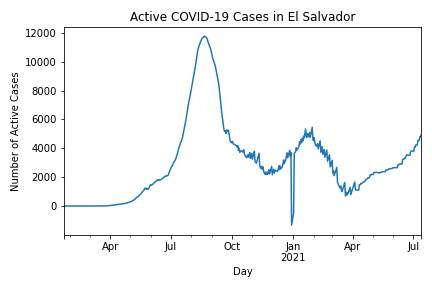 Active COVID-19 Cases in El Salvador
12000
10000
8000
6000
4000
2000
0
Number of Active Cases
Apr Jul Oct Jan Apr Jul
2021
Day